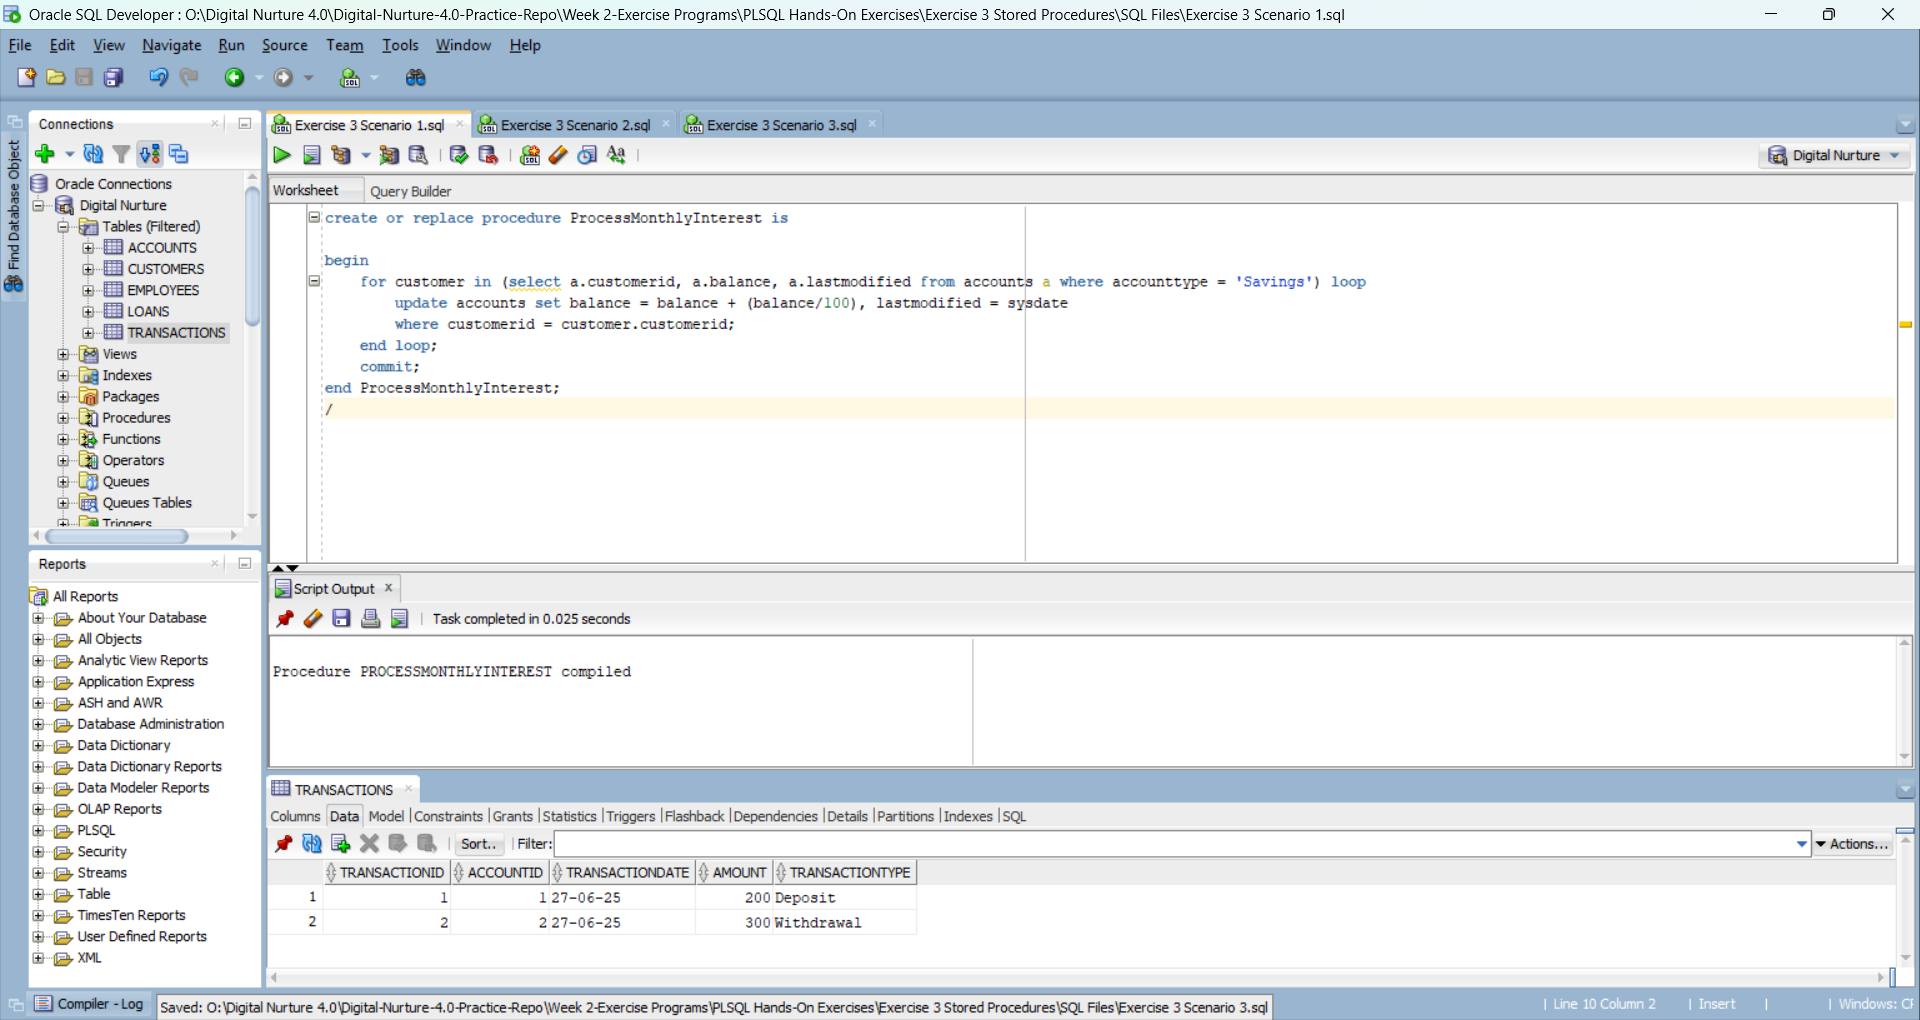 Oracle SQL Developer : O:\Digital Nurture 4.0\Digital-Nurture-4.0-Practice-Repo\Week 2-Exercise Programs\PLSQL Hands-On Exercises\Exercise 3 Stored Procedures\SQL Files\Exercise 3 Scenario 1.sql
File Edit View Navigate Run Source Team Tools Window Help
Find Database Object
Connections
Oracle Connections
Digital Nurture
Tables (Filtered)
ACCOUNTS
CUSTOMERS
EMPLOYEES
LOANS
TRANSACTIONS
Views
Indexes
Packages
Procedures
Functions
Operators
Queues
Queues Tables
Triggers
Reports
All Reports
About Your Database
All Objects
Analytic View Reports
Application Express
ASH and AWR
Database Administration
Data Dictionary
Data Dictionary Reports
Data Modeler Reports
OLAP Reports
PLSQL
Security
Streams
Table
TimesTen Reports
User Defined Reports
XML
Exercise 3 Scenario 1.sql Exercise 3 Scenario 2.sql Exercise 3 Scenario 3.sql
Digital Nurture
Worksheet Query Builder
create or replace procedure ProcessMonthlyInterest is
begin
for customer in (select a.customerid, a.balance, a.lastmodified from accounts a where accounttype = 'Savings') loop
update accounts set balance = balance + (balance/100), lastmodified = sysdate
where customerid = customer.customerid;
end loop;
commit;
end ProcessMonthlyInterest;
/
Script Output
Task completed in 0.025 seconds
Procedure PROCESSMONTHLYINTEREST compiled
TRANSACTIONS
Columns Data Model Constraints Grants Statistics Triggers Flashback Dependencies Details Partitions Indexes SQL
Sort.. Filter: Actions...
TRANSACTIONID ACCOUNTID TRANSACTIONDATE AMOUNT TRANSACTIONTYPE
1 1 1 27-06-25 200 Deposit
2 2 2 27-06-25 300 Withdrawal
Compiler - Log
Saved: O:\Digital Nurture 4.0\Digital-Nurture-4.0-Practice-Repo\Week 2-Exercise Programs\PLSQL Hands-On Exercises\Exercise 3 Stored Procedures\SQL Files\Exercise 3 Scenario 3.sql
Line 10 Column 2 Insert Windows: